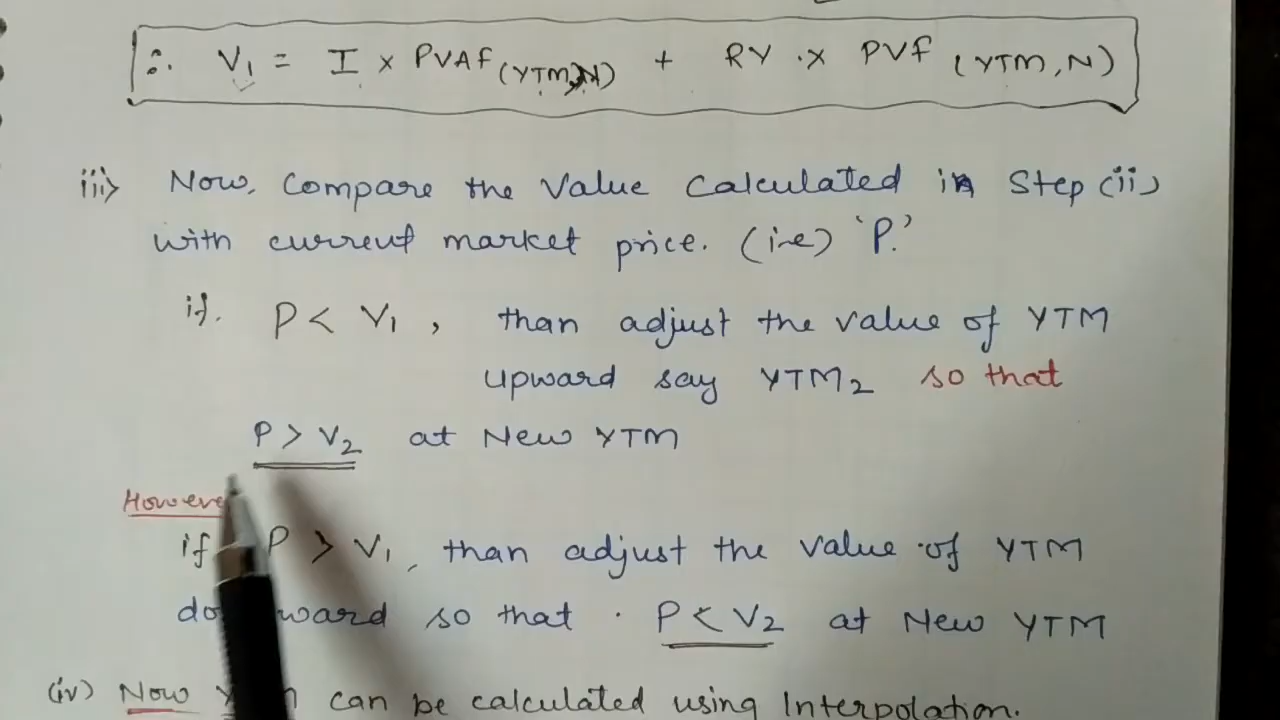 ∴ V₁ = I × PVAf (YTM, N) + RV × PVf (YTM, N)
iii) Now, Compare the Value Calculated in Step (ii)
with current market price. (i.e) 'P.'
if. P < V₁ , than adjust the value of YTM
upward say YTM₂ so that
P > V₂ at New YTM
if P > V₁, than adjust the value of YTM
so that P < V₂ at New YTM
(iv) Now can be calculated using Interpolation.